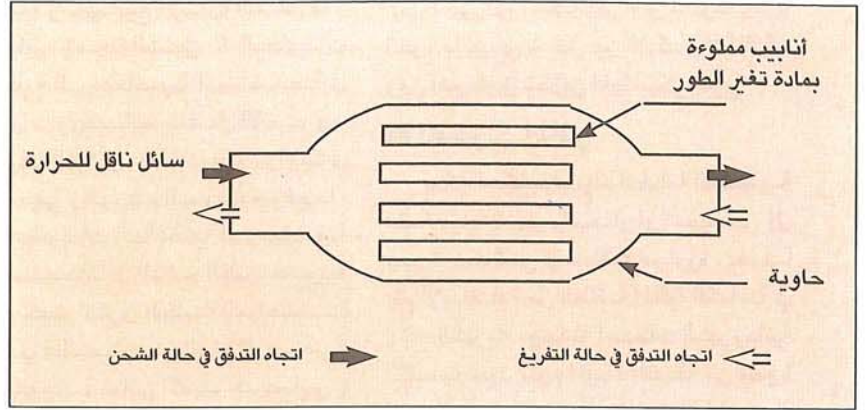 أنابيب مملوءة
بمادة تغير الطور
سائل ناقل للحرارة
حاوية
اتجاه التدفق في حالة التفريغ
اتجاه التدفق في حالة الشحن